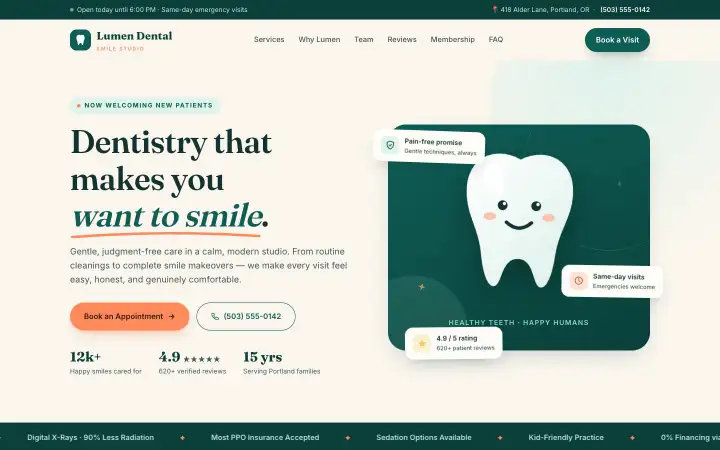 Open today until 6:00 PM · Same-day emergency visits
418 Alder Lane, Portland, OR · (503) 555-0142
Lumen Dental
SMILE STUDIO
Services Why Lumen Team Reviews Membership FAQ
Book a Visit
NOW WELCOMING NEW PATIENTS
Dentistry that
makes you
want to smile.
Gentle, judgment-free care in a calm, modern studio. From routine
cleanings to complete smile makeovers — we make every visit feel
easy, honest, and genuinely comfortable.
Book an Appointment →
(503) 555-0142
12k+
Happy smiles cared for
4.9 ★★★★★
620+ verified reviews
15 yrs
Serving Portland families
Pain-free promise
Gentle techniques, always
Same-day visits
Emergencies welcome
HEALTHY TEETH · HAPPY HUMANS
4.9 / 5 rating
620+ patient reviews
Digital X-Rays · 90% Less Radiation ✦ Most PPO Insurance Accepted ✦ Sedation Options Available ✦ Kid-Friendly Practice ✦ 0% Financing